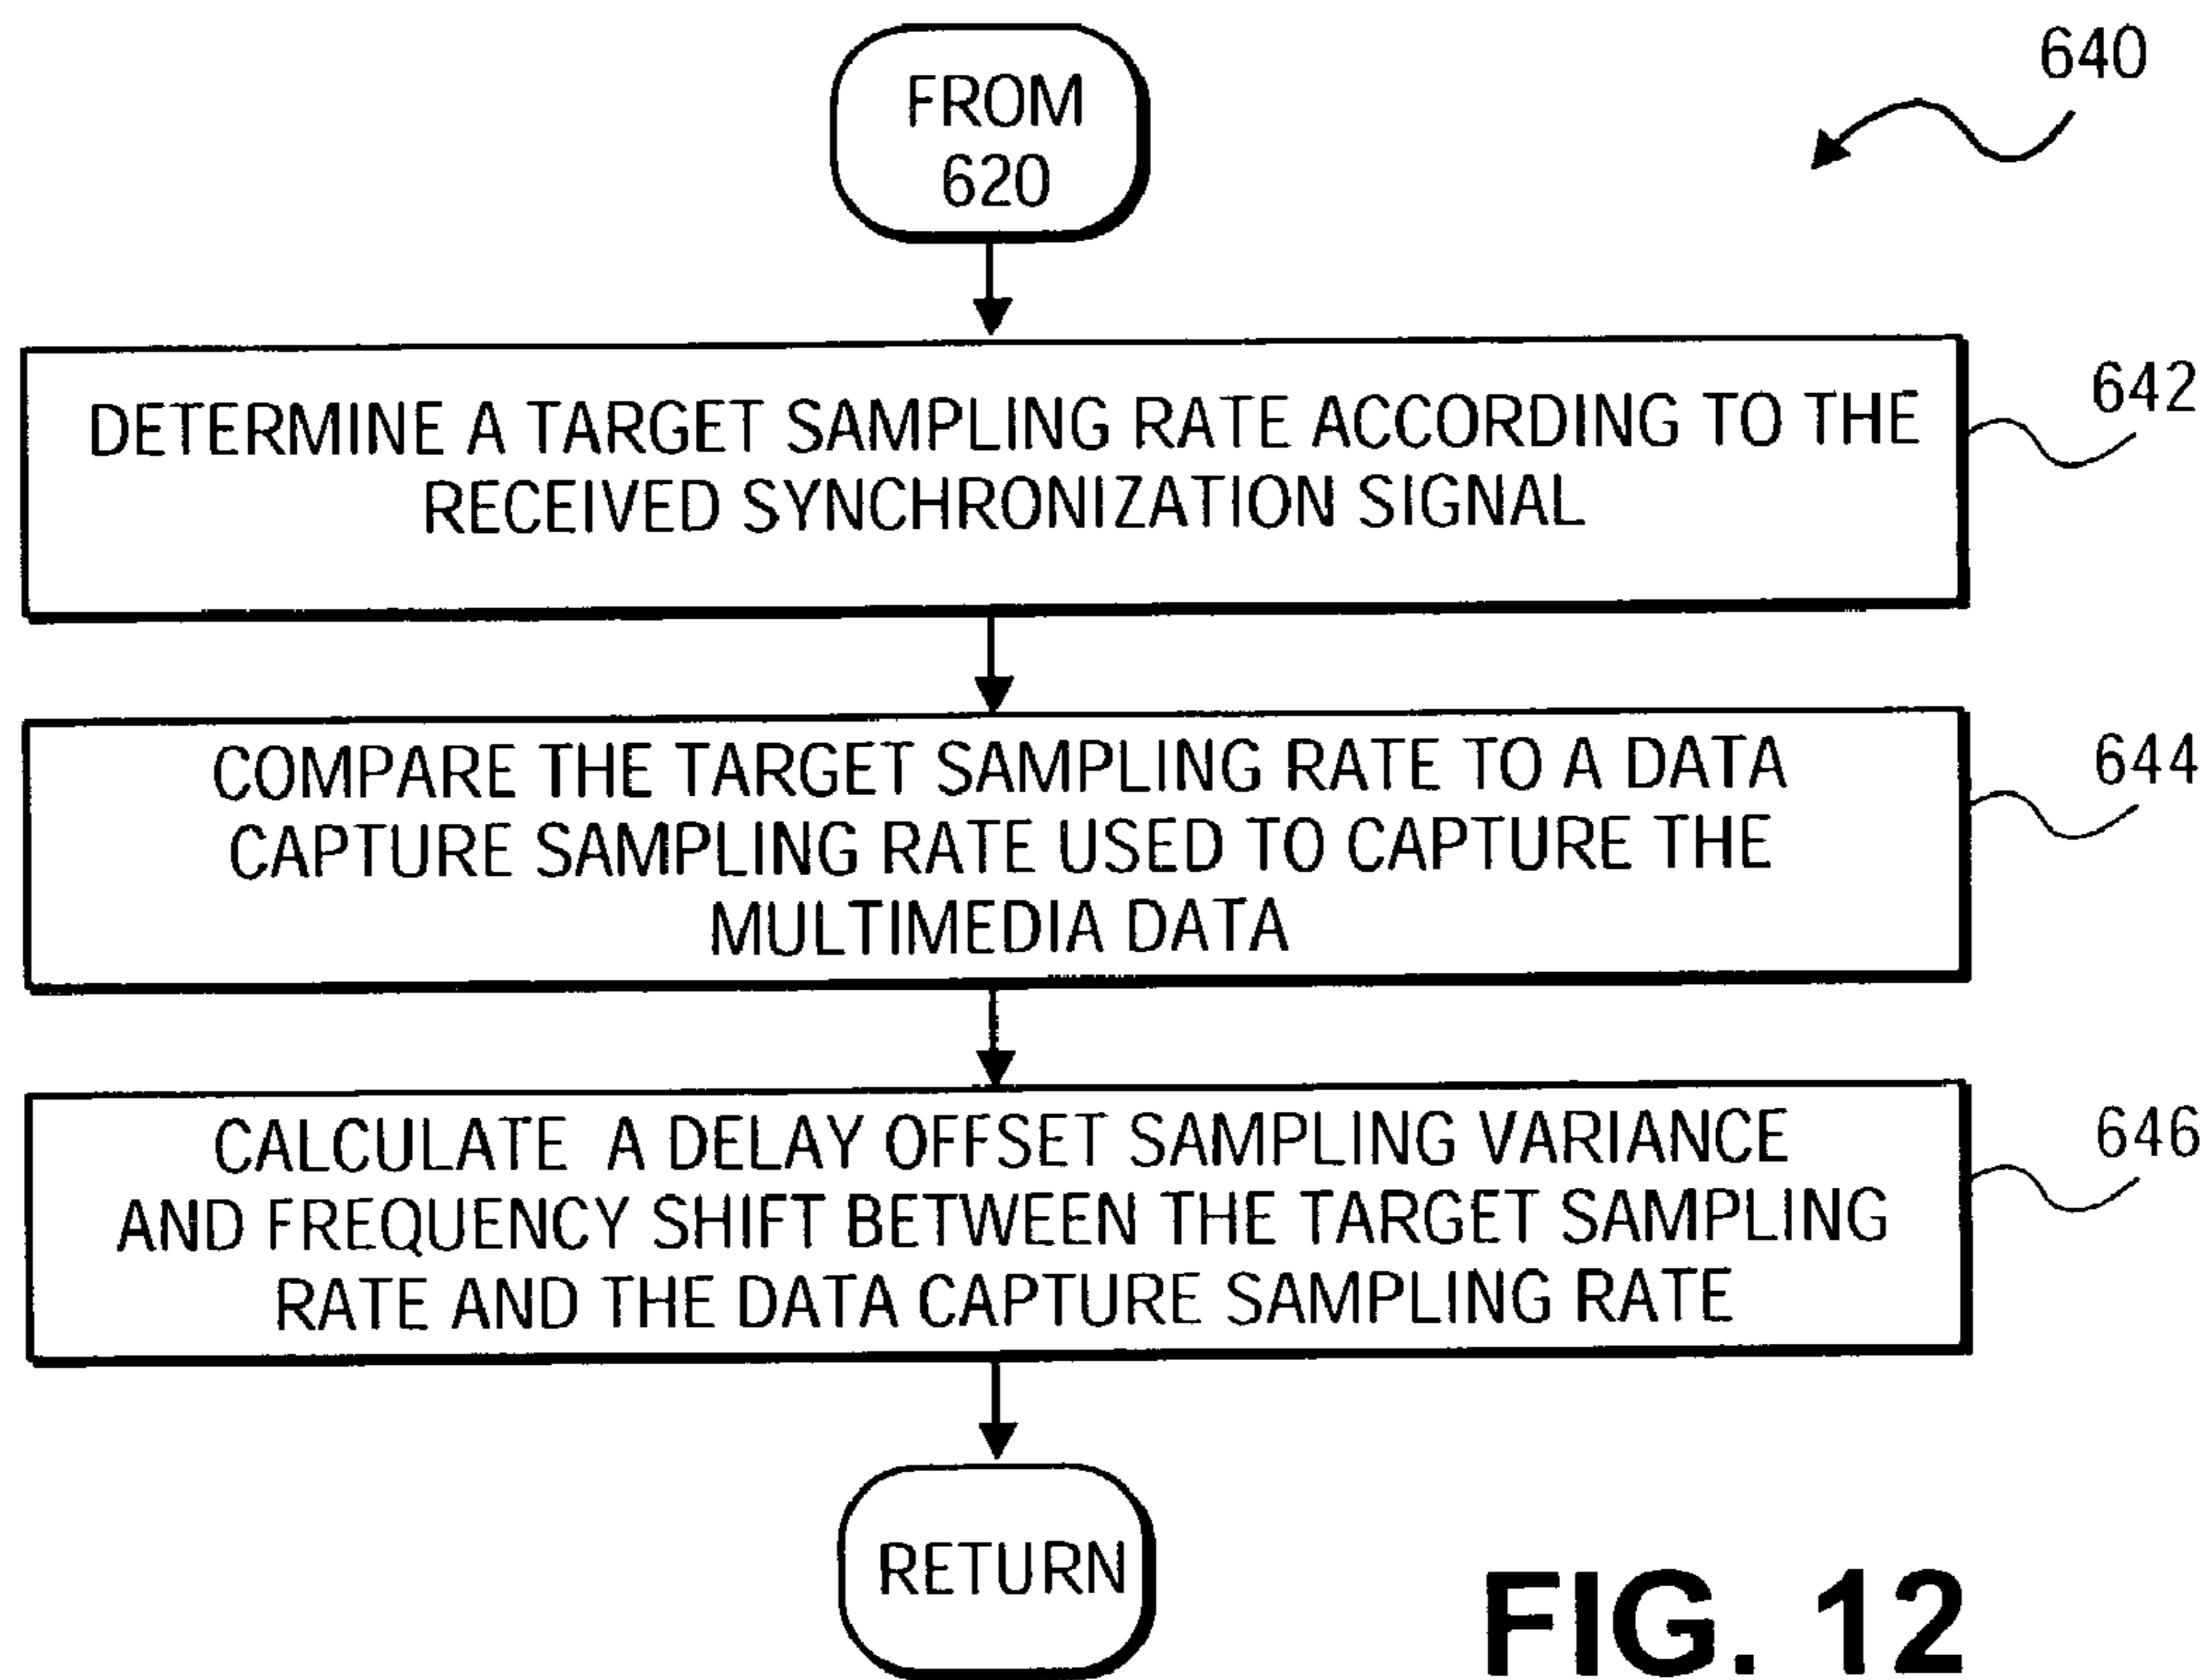 FROM
620
640
DETERMINE A TARGET SAMPLING RATE ACCORDING TO THE
RECEIVED SYNCHRONIZATION SIGNAL
642
COMPARE THE TARGET SAMPLING RATE TO A DATA
CAPTURE SAMPLING RATE USED TO CAPTURE THE
MULTIMEDIA DATA
644
CALCULATE A DELAY OFFSET SAMPLING VARIANCE
AND FREQUENCY SHIFT BETWEEN THE TARGET SAMPLING
RATE AND THE DATA CAPTURE SAMPLING RATE
646
RETURN
FIG. 12